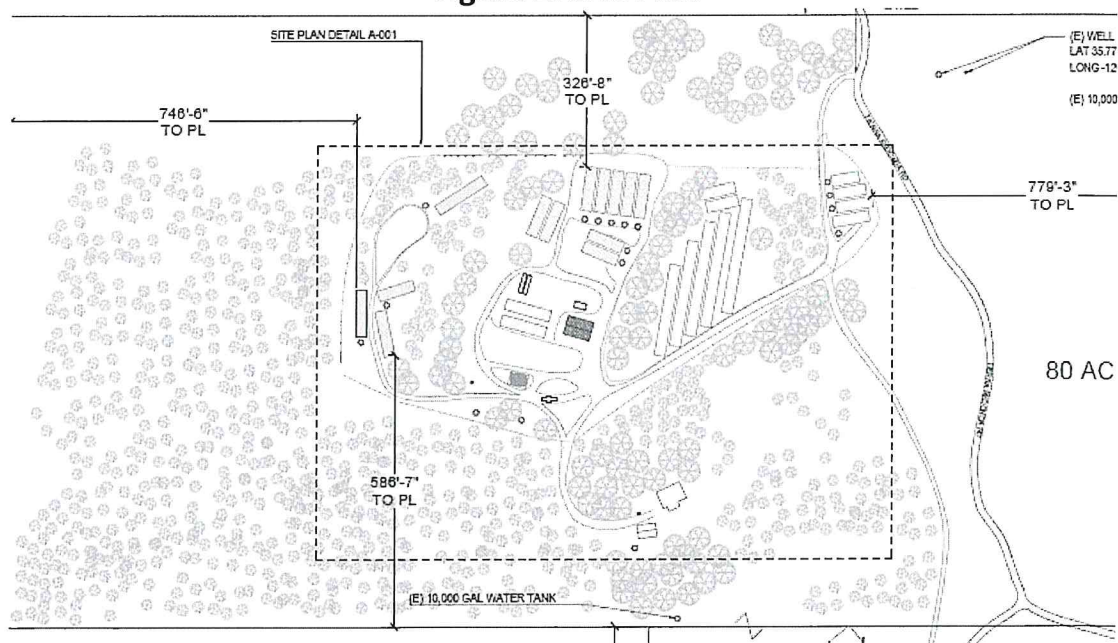 SITE PLAN DETAIL A-001
(E) WELL
LAT 35.77
LONG -12
(E) 10,000
326'-8"
TO PL
746'-6"
TO PL
779'-3"
TO PL
80 AC
586'-7"
TO PL
(E) 10,000 GAL WATER TANK